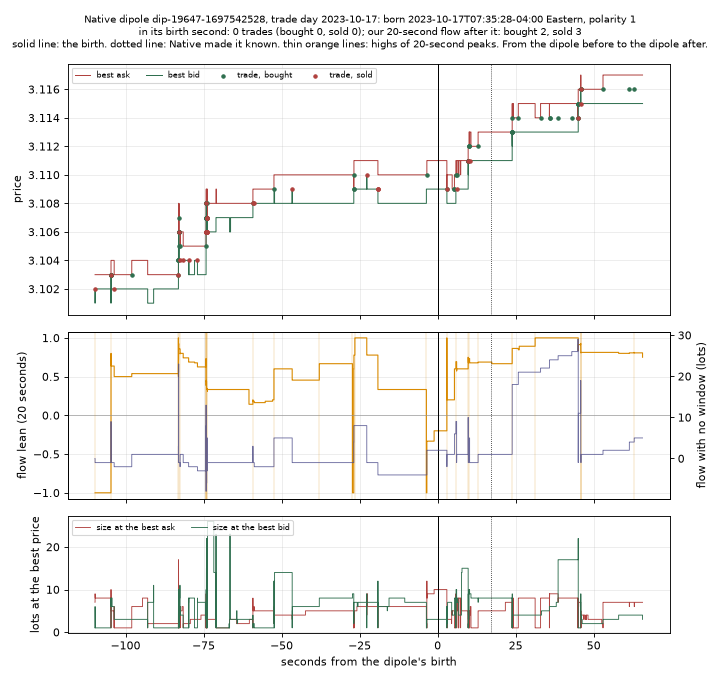 Native dipole dip-19647-1697542528, trade day 2023-10-17: born 2023-10-17T07:35:28-04:00 Eastern, polarity 1
in its birth second: 0 trades (bought 0, sold 0); our 20-second flow after it: bought 2, sold 3
solid line: the birth. dotted line: Native made it known. thin orange lines: highs of 20-second peaks. From the dipole before to the dipole after.
best ask
best bid
trade, bought
trade, sold
price
3.116
3.114
3.112
3.110
3.108
3.106
3.104
3.102
flow lean (20 seconds)
1.0
0.5
0.0
−0.5
−1.0
flow with no window (lots)
30
20
10
0
size at the best ask
size at the best bid
lots at the best price
20
10
0
−100
−75
−50
−25
0
25
50
seconds from the dipole's birth